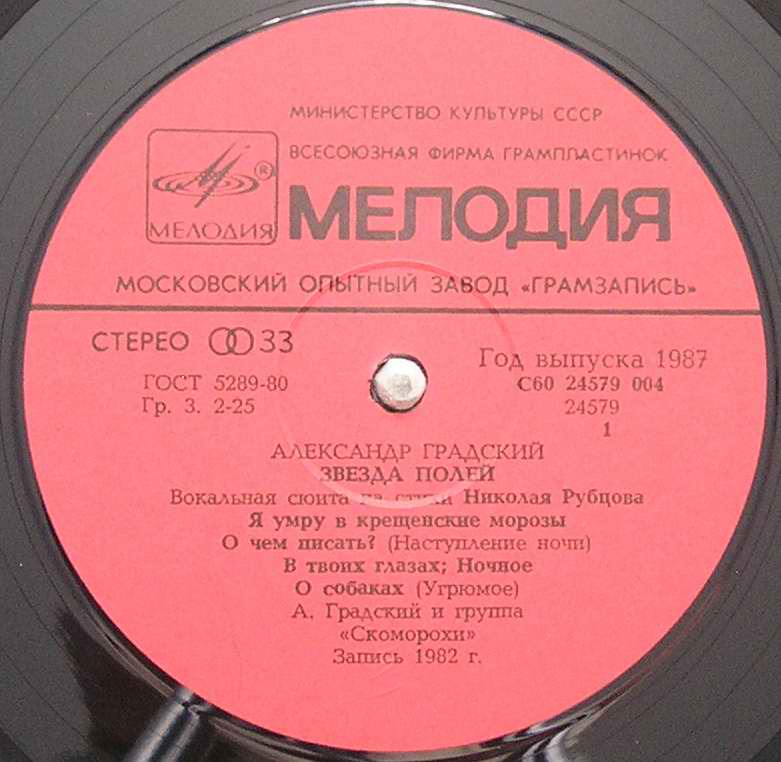 МИНИСТЕРСТВО КУЛЬТУРЫ СССР
ВСЕСОЮЗНАЯ ФИРМА ГРАМПЛАСТИНОК
®
МЕЛОДИЯ
МЕЛОДИЯ
МОСКОВСКИЙ ОПЫТНЫЙ ЗАВОД «ГРАМЗАПИСЬ»
СТЕРЕО 33
Год выпуска 1987
ГОСТ 5289-80
С60 24579 004
Гр. 3. 2-25
24579
1
АЛЕКСАНДР ГРАДСКИЙ
ЗВЕЗДА ПОЛЕЙ
Вокальная сюита на стихи Николая Рубцова
Я умру в крещенские морозы
О чем писать? (Наступление ночи)
В твоих глазах; Ночное
О собаках (Угрюмое)
А. Градский и группа
«Скоморохи»
Запись 1982 г.